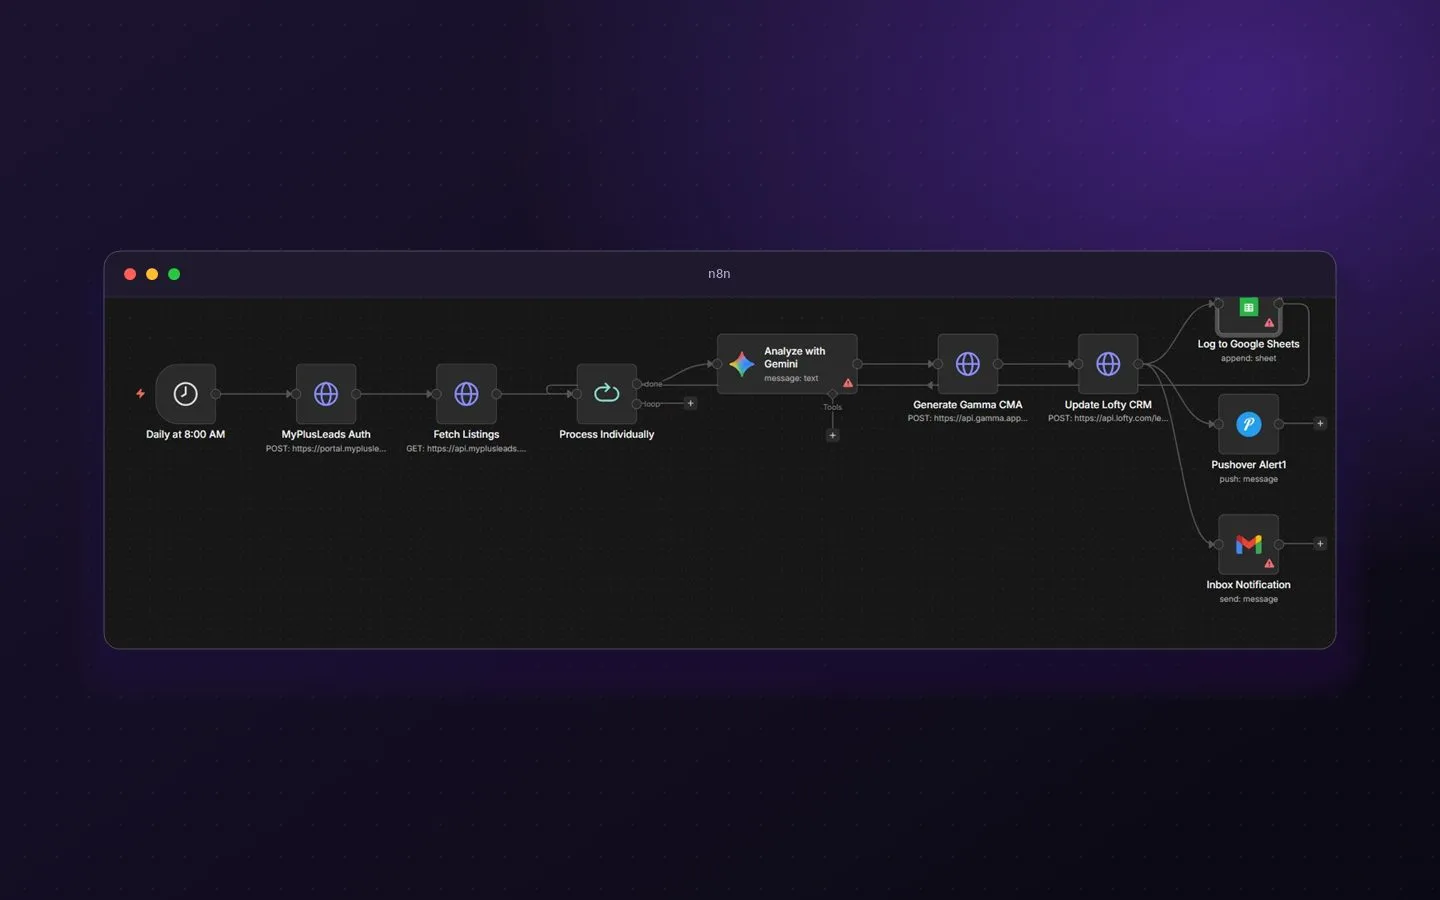 n8n
Daily at 8:00 AM
MyPlusLeads Auth
POST: https://portal.myplusle...
Fetch Listings
GET: https://api.myplusleads....
done
loop
Process Individually
Analyze with
Gemini
message: text
Tools
Generate Gamma CMA
POST: https://api.gamma.app...
Update Lofty CRM
POST: https://api.lofty.com/le...
Log to Google Sheets
append: sheet
Pushover Alert1
push: message
Inbox Notification
send: message